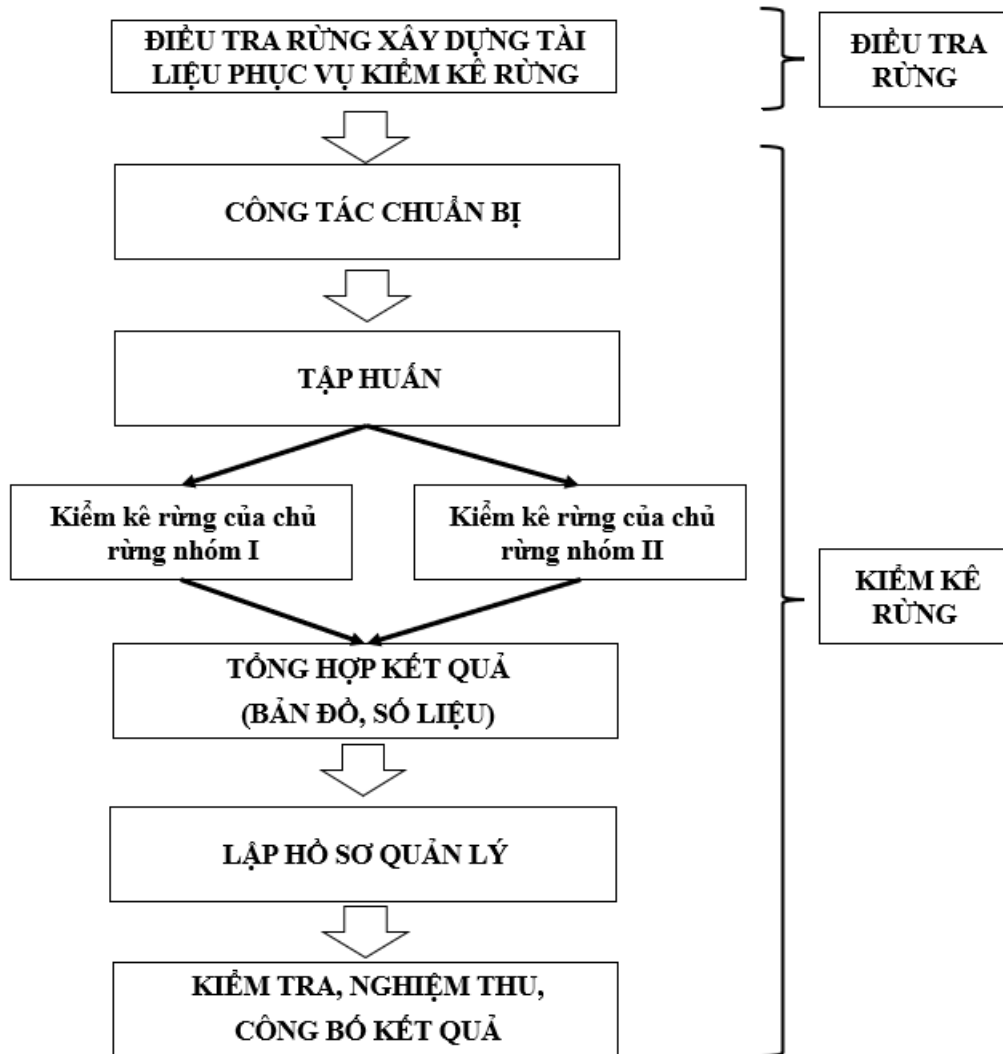 ĐIỀU TRA RỪNG XÂY DỰNG TÀI
LIỆU PHỤC VỤ KIỂM KÊ RỪNG
ĐIỀU TRA
RỪNG
CÔNG TÁC CHUẨN BỊ
TẬP HUẤN
Kiểm kê rừng của chủ
rừng nhóm I
Kiểm kê rừng của chủ
rừng nhóm II
KIỂM KÊ
RỪNG
TỔNG HỢP KẾT QUẢ
(BẢN ĐỒ, SỐ LIỆU)
LẬP HỒ SƠ QUẢN LÝ
KIỂM TRA, NGHIỆM THU,
CÔNG BỐ KẾT QUẢ